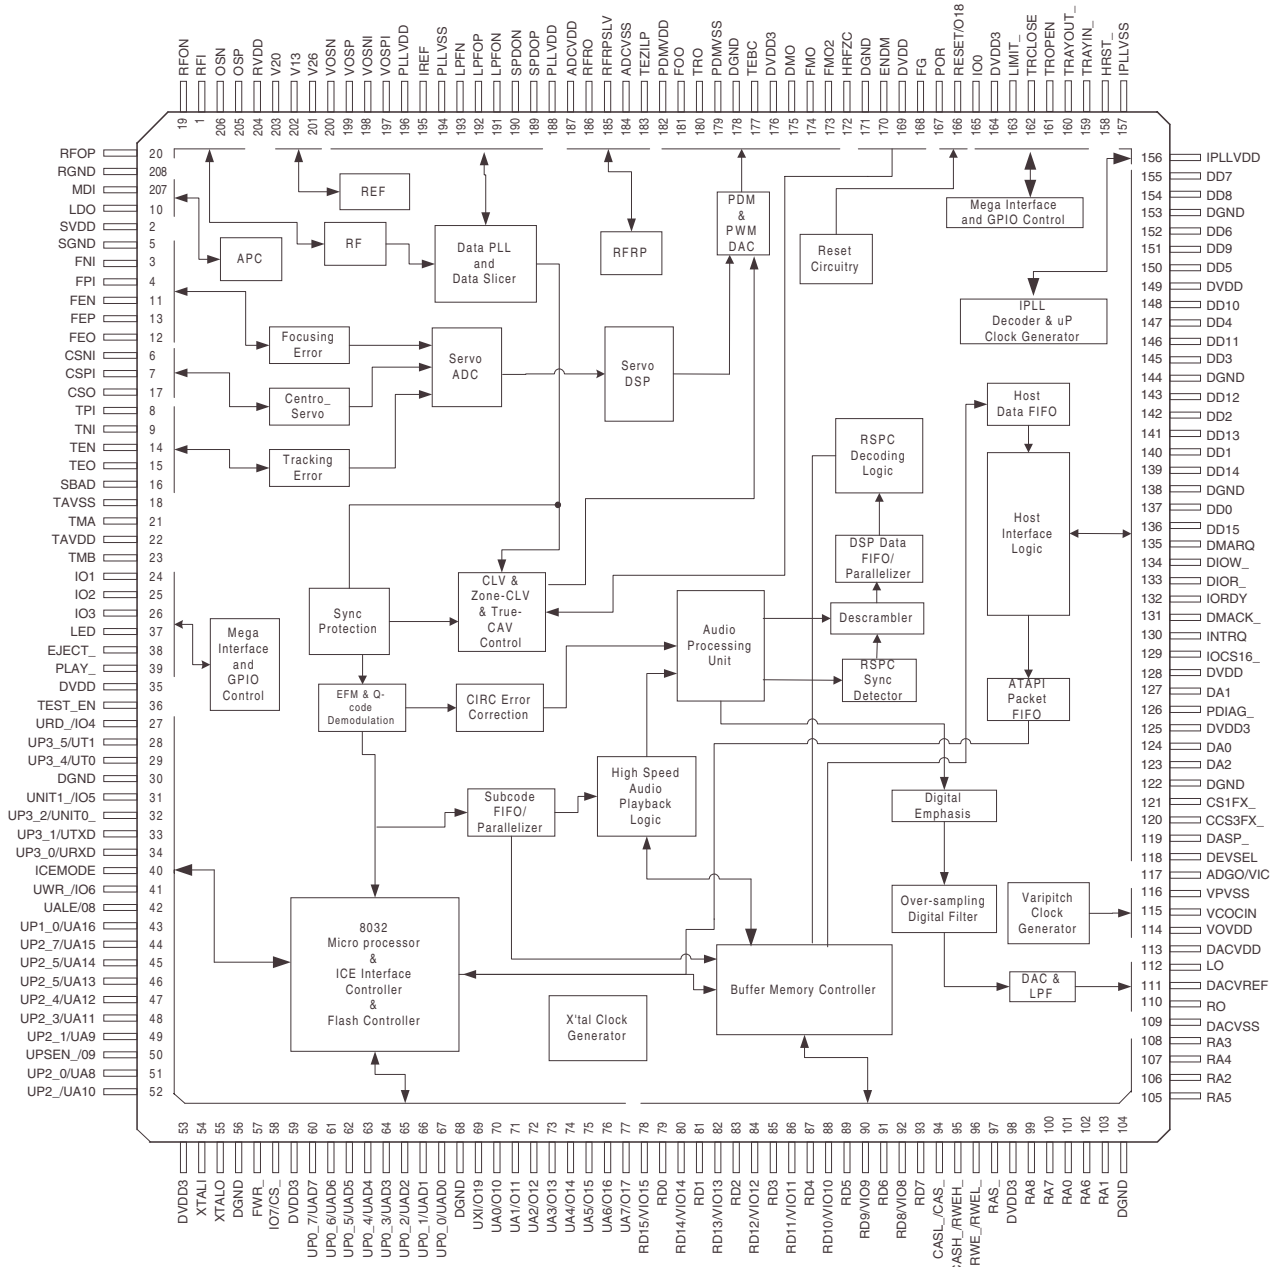 RFON
RFI
OSN
OSP
RVDD
V20
V13
V26
VOSN
VOSP
VOSNI
VOSPI
PLLVDD
IREF
PLLVSS
LPFN
LPFOP
LPFON
SPDON
SPDOP
PLLVDD
ADCVDD
RFRO
RFRPSLV
ADCVSS
TEZILP
PDMVDD
FOO
TRO
PDMVSS
DGND
TEBC
DVDD3
DMO
FMO
FMO2
HRFZC
DGND
ENDM
DVDD
FG
POR
RESET/O18
IO0
DVDD3
LIMIT_
TRCLOSE
TROPEN
TRAYOUT_
TRAYIN_
HRST_
IPLLVSS
19 1 206 205 204 203 202 201 200 199 198 197 196 195 194 193 192 191 190 189 188 187 186 185 184 183 182 181 180 179 178 177 176 175 174 173 172 171 170 169 168 167 166 165 164 163 162 161 160 159 158 157
RFOP 20
RGND 208
MDI 207
LDO 10
SVDD 2
SGND 5
FNI 3
FPI 4
FEN 11
FEP 13
FEO 12
CSNI 6
CSPI 7
CSO 17
TPI 8
TNI 9
TEN 14
TEO 15
SBAD 16
TAVSS 18
TMA 21
TAVDD 22
TMB 23
IO1 24
IO2 25
IO3 26
LED 37
EJECT_ 38
PLAY_ 39
DVDD 35
TEST_EN 36
URD_/IO4 27
UP3_5/UT1 28
UP3_4/UT0 29
DGND 30
UNIT1_/IO5 31
UP3_2/UNIT0_ 32
UP3_1/UTXD 33
UP3_0/URXD 34
ICEMODE 40
UWR_/IO6 41
UALE/08 42
UP1_0/UA16 43
UP2_7/UA15 44
UP2_5/UA14 45
UP2_5/UA13 46
UP2_4/UA12 47
UP2_3/UA11 48
UP2_1/UA9 49
UPSEN_/09 50
UP2_0/UA8 51
UP2_/UA10 52
REF
RF
APC
Data PLL
and
Data Slicer
RFRP
PDM
&
PWM
DAC
Reset
Circuitry
Mega Interface
and GPIO Control
IPLL
Decoder & uP
Clock Generator
Focusing
Error
Centro_
Servo
Tracking
Error
Servo
ADC
Servo
DSP
Host
Data FIFO
RSPC
Decoding
Logic
Host
Interface
Logic
DSP Data
FIFO/
Parallelizer
Descrambler
RSPC
Sync
Detector
CLV &
Zone-CLV
& True-
CAV
Control
Sync
Protection
Mega
Interface
and
GPIO
Control
Audio
Processing
Unit
EFM & Q-
code
Demodulation
CIRC Error
Correction
ATAPI
Packet
FIFO
High Speed
Audio
Playback
Logic
Subcode
FIFO/
Parallelizer
Digital
Emphasis
Over-sampling
Digital Filter
Varipitch
Clock
Generator
8032
Micro processor
&
ICE Interface
Controller
&
Flash Controller
Buffer Memory Controller
DAC &
LPF
X'tal Clock
Generator
156 IPLLVDD
155 DD7
154 DD8
153 DGND
152 DD6
151 DD9
150 DD5
149 DVDD
148 DD10
147 DD4
146 DD11
145 DD3
144 DGND
143 DD12
142 DD2
141 DD13
140 DD1
139 DD14
138 DGND
137 DD0
136 DD15
135 DMARQ
134 DIOW_
133 DIOR_
132 IORDY
131 DMACK_
130 INTRQ
129 IOCS16_
128 DVDD
127 DA1
126 PDIAG_
125 DVDD3
124 DA0
123 DA2
122 DGND
121 CS1FX_
120 CCS3FX_
119 DASP_
118 DEVSEL
117 ADGO/VIC
116 VPVSS
115 VCOCIN
114 VOVDD
113 DACVDD
112 LO
111 DACVREF
110 RO
109 DACVSS
108 RA3
107 RA4
106 RA2
105 RA5
53 54 55 56 57 58 59 60 61 62 63 64 65 66 67 68 69 70 71 72 73 74 75 76 77 78 79 80 81 82 83 84 85 86 87 88 89 90 91 92 93 94 95 96 97 98 99 100 101 102 103 104
DVDD3
XTALI
XTALO
DGND
FWR_
IO7/CS_
DVDD3
UP0_7/UAD7
UP0_6/UAD6
UP0_5/UAD5
UP0_4/UAD4
UP0_3/UAD3
UP0_2/UAD2
UP0_1/UAD1
UP0_0/UAD0
DGND
UXI/O19
UA0/O10
UA1/O11
UA2/O12
UA3/O13
UA4/O14
UA5/O15
UA6/O16
UA7/O17
RD15/VIO15
RD0
RD14/VIO14
RD1
RD13/VIO13
RD2
RD12/VIO12
RD3
RD11/VIO11
RD4
RD10/VIO10
RD5
RD9/VIO9
RD6
RD8/VIO8
RD7
CASL_/CAS_
CASH_/RWEH_
RWE_/RWEL_
RAS_
DVDD3
RA8
RA7
RA0
RA6
RA1
DGND